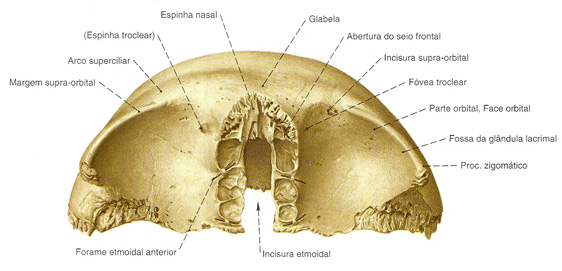 Espinha nasal
Glabela
(Espinha troclear)
Abertura do seio frontal
Arco superciliar
Incisura supra-orbital
Margem supra-orbital
Fóvea troclear
Parte orbital, Face orbital
Fossa da glândula lacrimal
Proc. zigomático
Forame etmoidal anterior
Incisura etmoidal